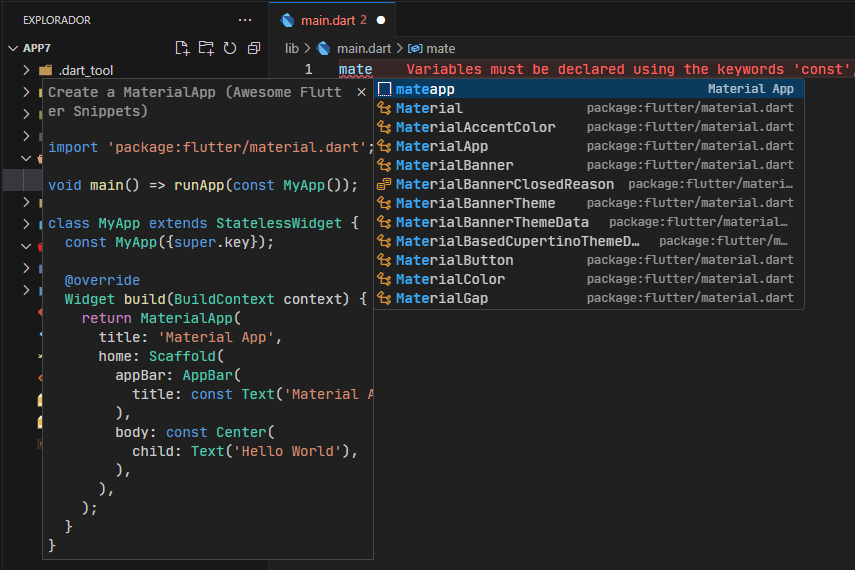 EXPLORADOR
···
main.dart 2
APP7
lib > main.dart > mate
.dart_tool
1 mate Variables must be declared using the keywords 'const',
Create a MaterialApp (Awesome Flutt
er Snippets)
import 'package:flutter/material.dart';
void main() => runApp(const MyApp());
class MyApp extends StatelessWidget {
const MyApp({super.key});
@override
Widget build(BuildContext context) {
return MaterialApp(
title: 'Material App',
home: Scaffold(
appBar: AppBar(
title: const Text('Material A
),
body: const Center(
child: Text('Hello World'),
),
),
);
}
}
mateapp Material App
Material package:flutter/material.dart
MaterialAccentColor package:flutter/material.dart
MaterialApp package:flutter/material.dart
MaterialBanner package:flutter/material.dart
MaterialBannerClosedReason package:flutter/materi…
MaterialBannerTheme package:flutter/material.dart
MaterialBannerThemeData package:flutter/material…
MaterialBasedCupertinoThemeD… package:flutter/m…
MaterialButton package:flutter/material.dart
MaterialColor package:flutter/material.dart
MaterialGap package:flutter/material.dart